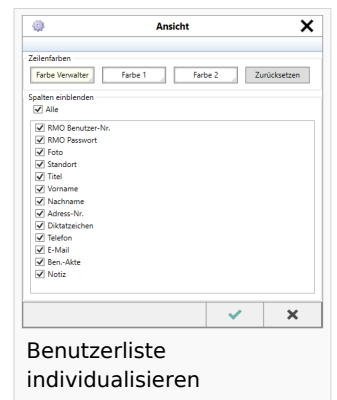 Ansicht
Zeilenfarben
Farbe Verwalter Farbe 1 Farbe 2 Zurücksetzen
Spalten einblenden
Alle
RMO Benutzer-Nr.
RMO Passwort
Foto
Standort
Titel
Vorname
Nachname
Adress-Nr.
Diktatzeichen
Telefon
E-Mail
Ben.-Akte
Notiz
Benutzerliste
individualisieren